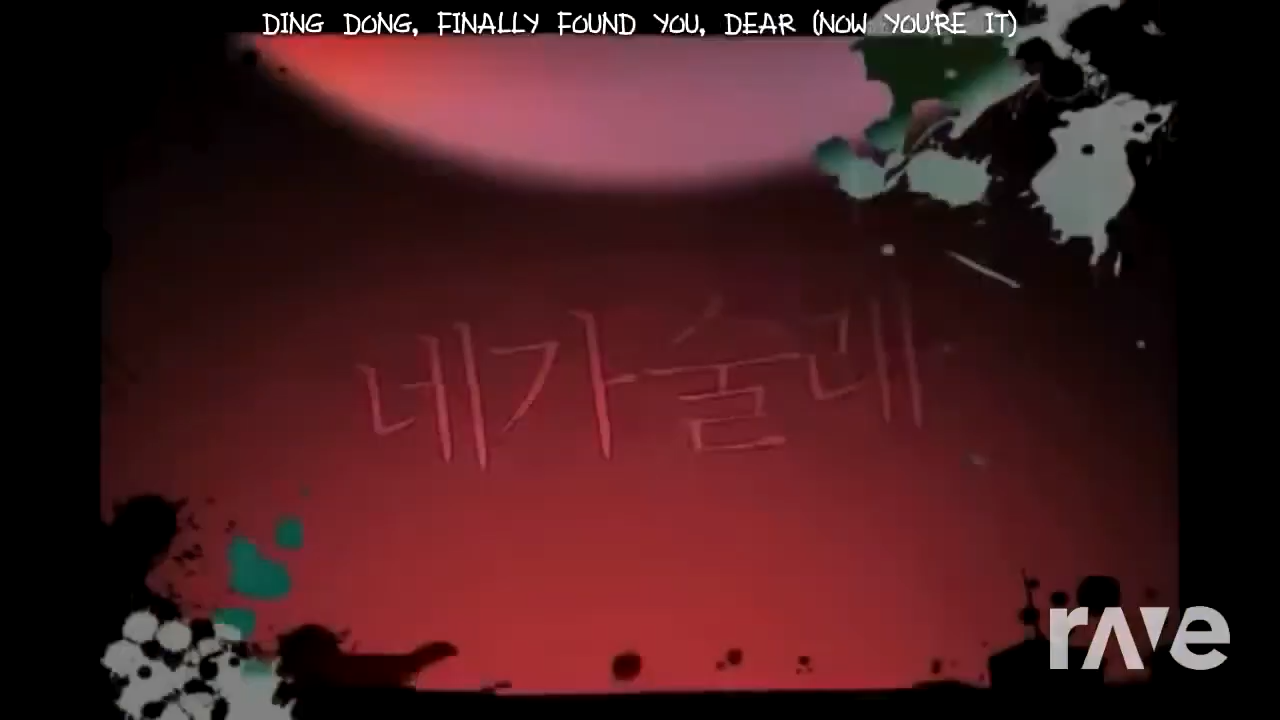 DING DONG, FINALLY FOUND YOU, DEAR (NOW YOU'RE IT)
네가 술래
rave